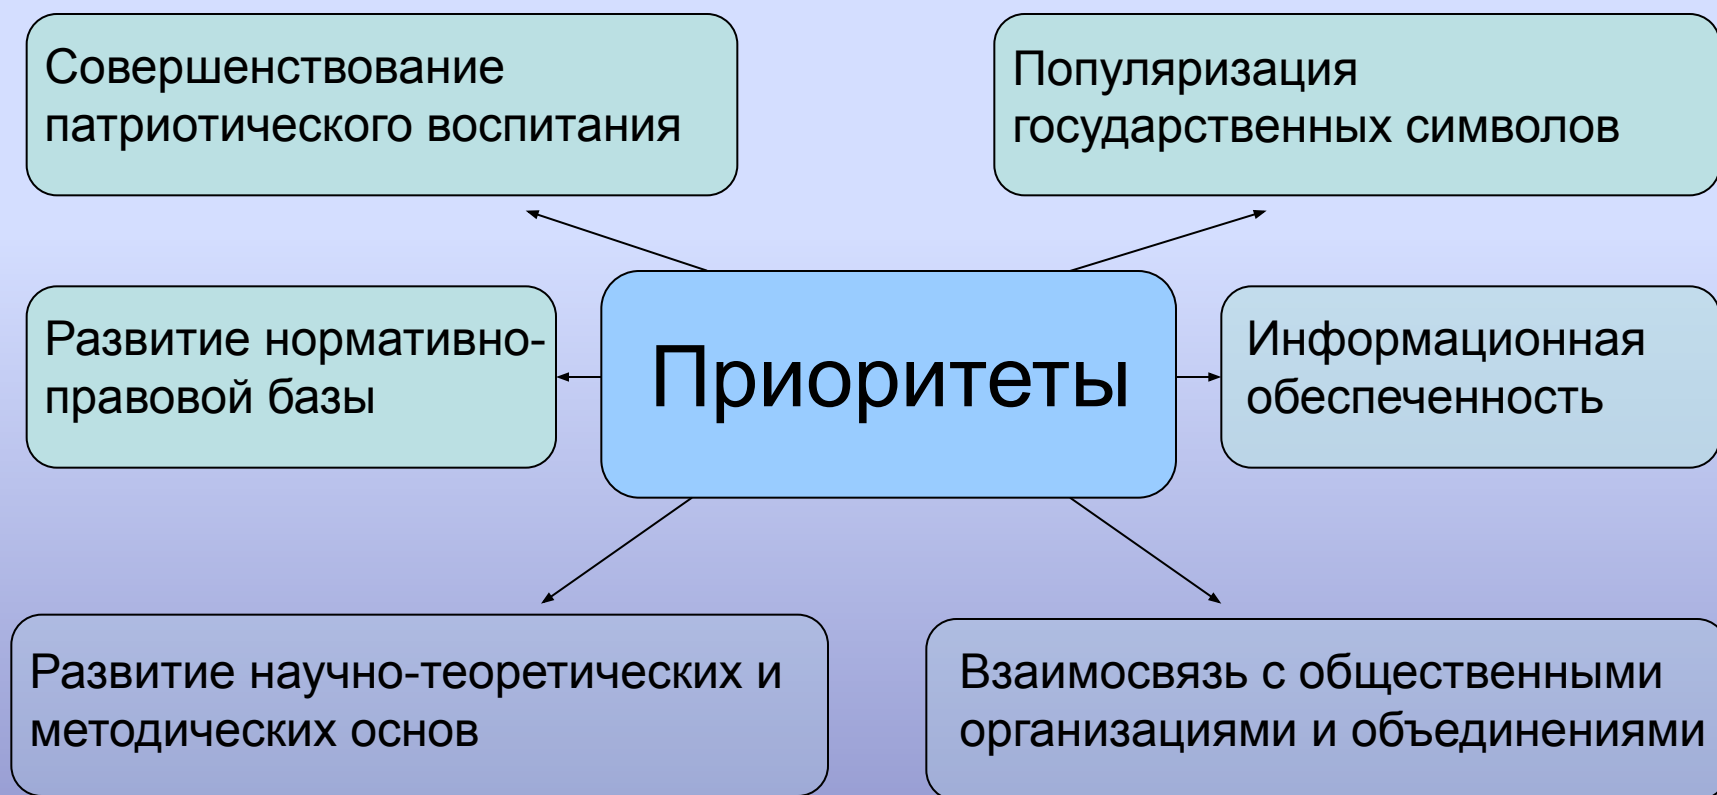 Совершенствование
патриотического воспитания
Популяризация
государственных символов
Развитие нормативно-
правовой базы
Приоритеты
Информационная
обеспеченность
Развитие научно-теоретических и
методических основ
Взаимосвязь с общественными
организациями и объединениями